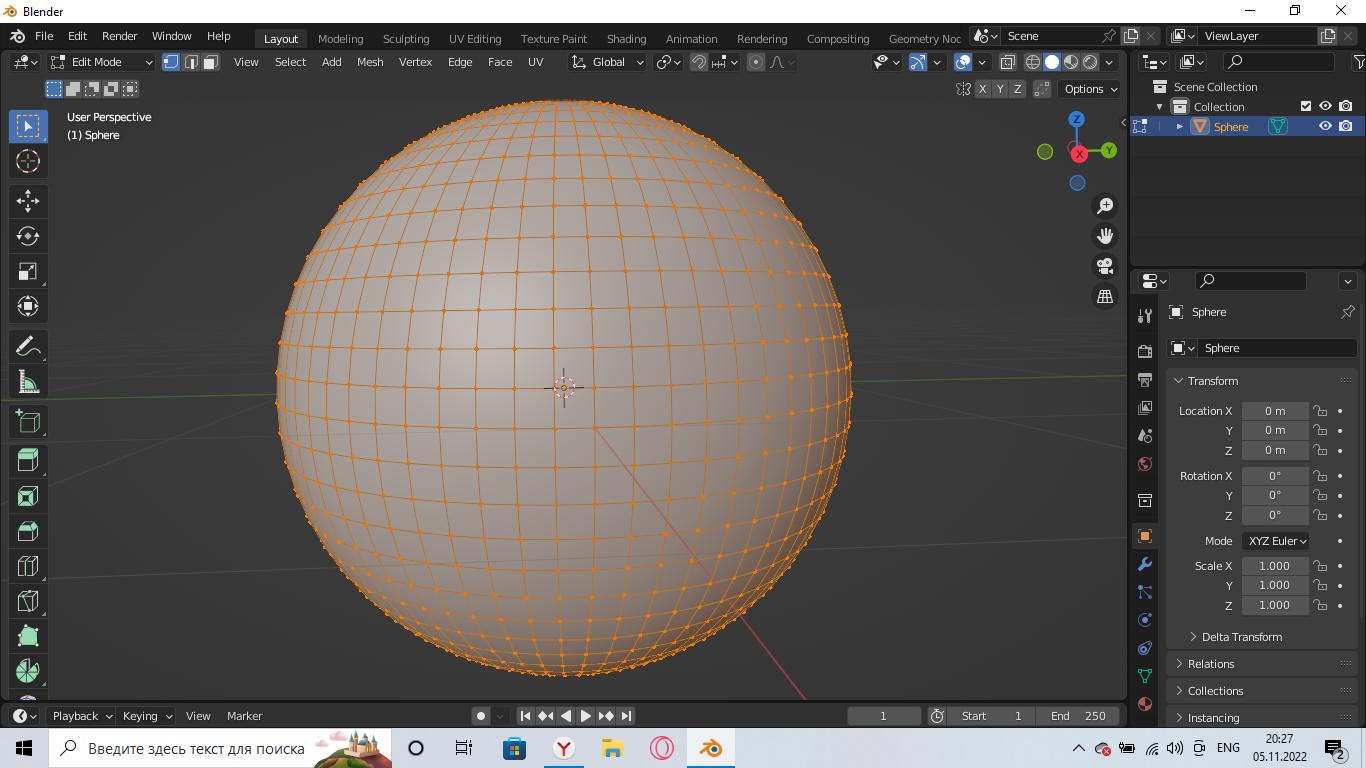 Blender
File Edit Render Window Help Layout Modeling Sculpting UV Editing Texture Paint Shading Animation Rendering Compositing Geometry Noc Scene ViewLayer
Edit Mode View Select Add Mesh Vertex Edge Face UV Global
X Y Z Options
User Perspective
(1) Sphere
Z
X
Y
Scene Collection
Collection
Sphere
Sphere
Sphere
Transform
Location X 0 m
Y 0 m
Z 0 m
Rotation X 0°
Y 0°
Z 0°
Mode XYZ Euler
Scale X 1.000
Y 1.000
Z 1.000
Delta Transform
Relations
Collections
Instancing
Playback Keying View Marker 1 Start 1 End 250
Введите здесь текст для поиска
ENG
20:27
05.11.2022
2